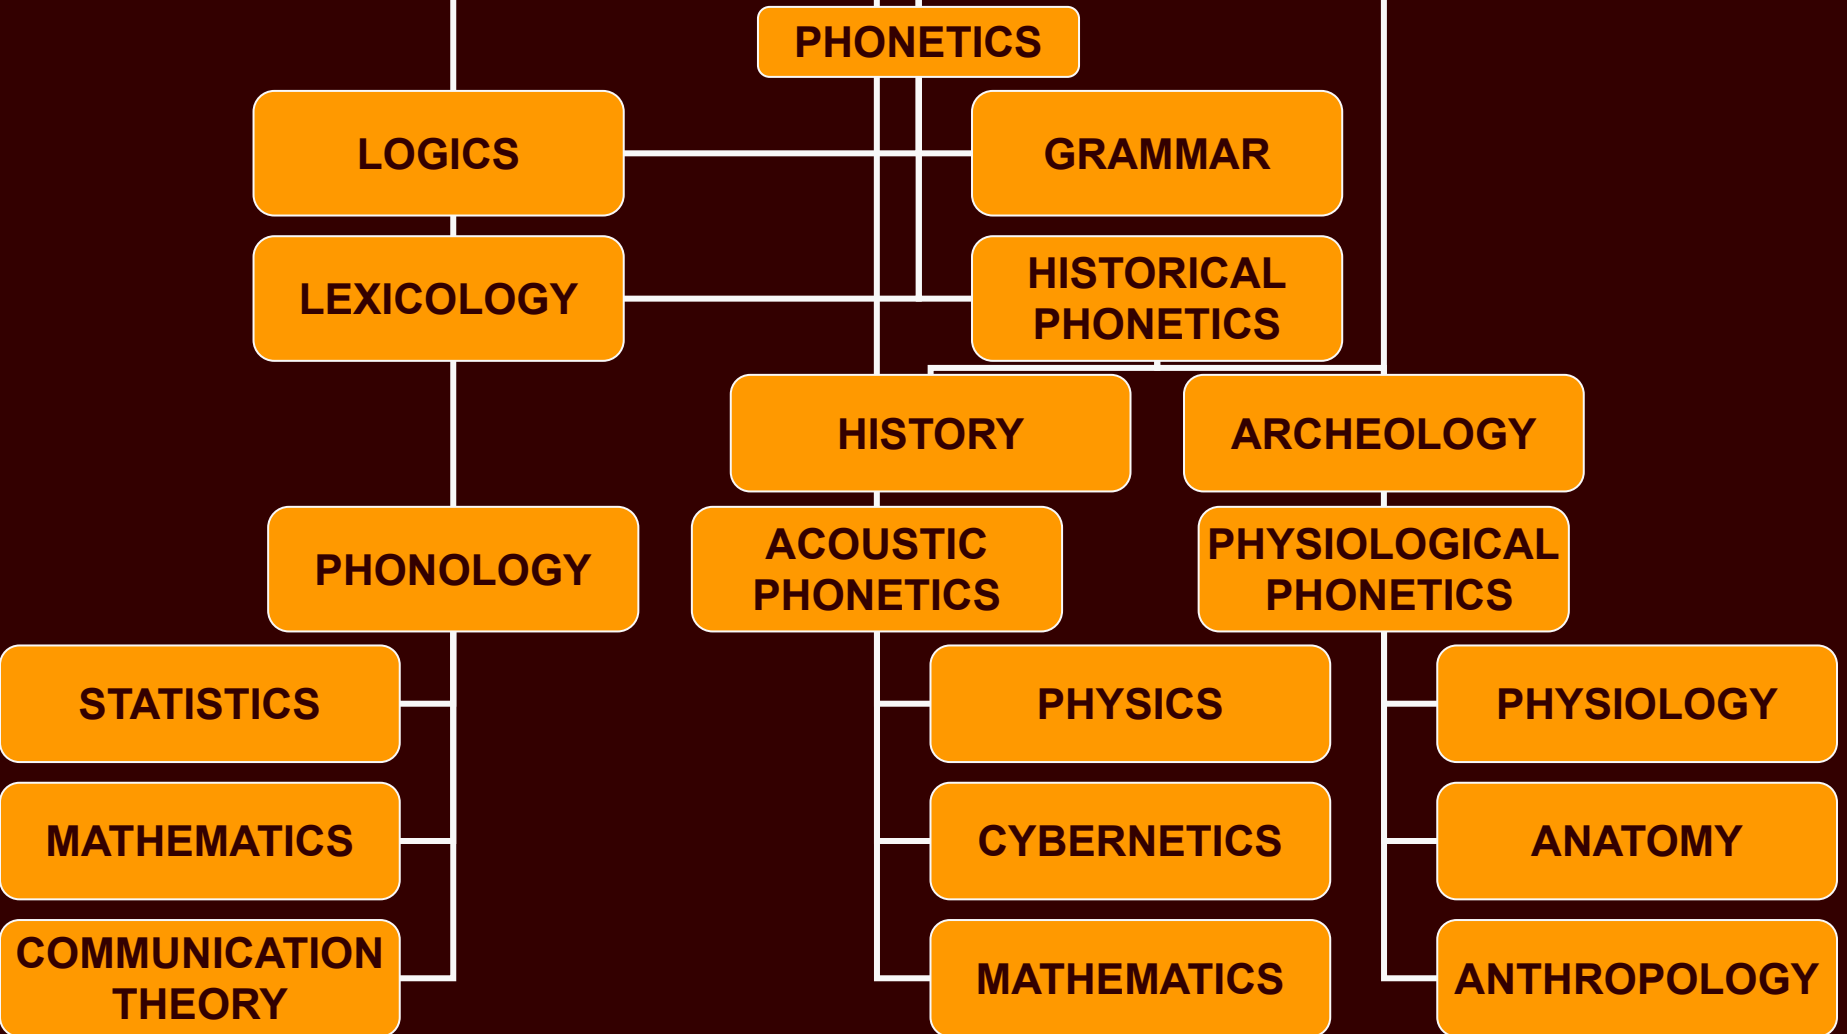 PHONETICS
LOGICS
GRAMMAR
LEXICOLOGY
HISTORICAL
PHONETICS
HISTORY
ARCHEOLOGY
PHONOLOGY
ACOUSTIC
PHONETICS
PHYSIOLOGICAL
PHONETICS
STATISTICS
PHYSICS
PHYSIOLOGY
MATHEMATICS
CYBERNETICS
ANATOMY
COMMUNICATION
THEORY
MATHEMATICS
ANTHROPOLOGY